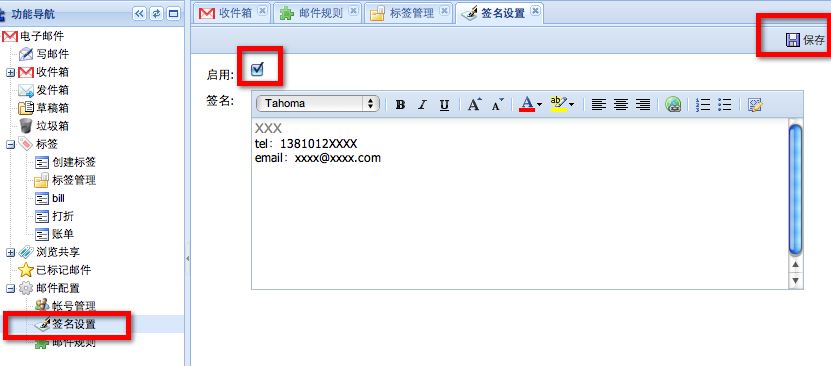 功能导航
电子邮件
写邮件
收件箱
发件箱
草稿箱
垃圾箱
标签
创建标签
标签管理
bill
打折
账单
浏览共享
已标记邮件
邮件配置
帐号管理
签名设置
邮件规则
收件箱 邮件规则 标签管理 签名设置
保存
启用:
签名:
Tahoma B I U A A A ab
XXX
tel：1381012XXXX
email：xxxx@xxxx.com